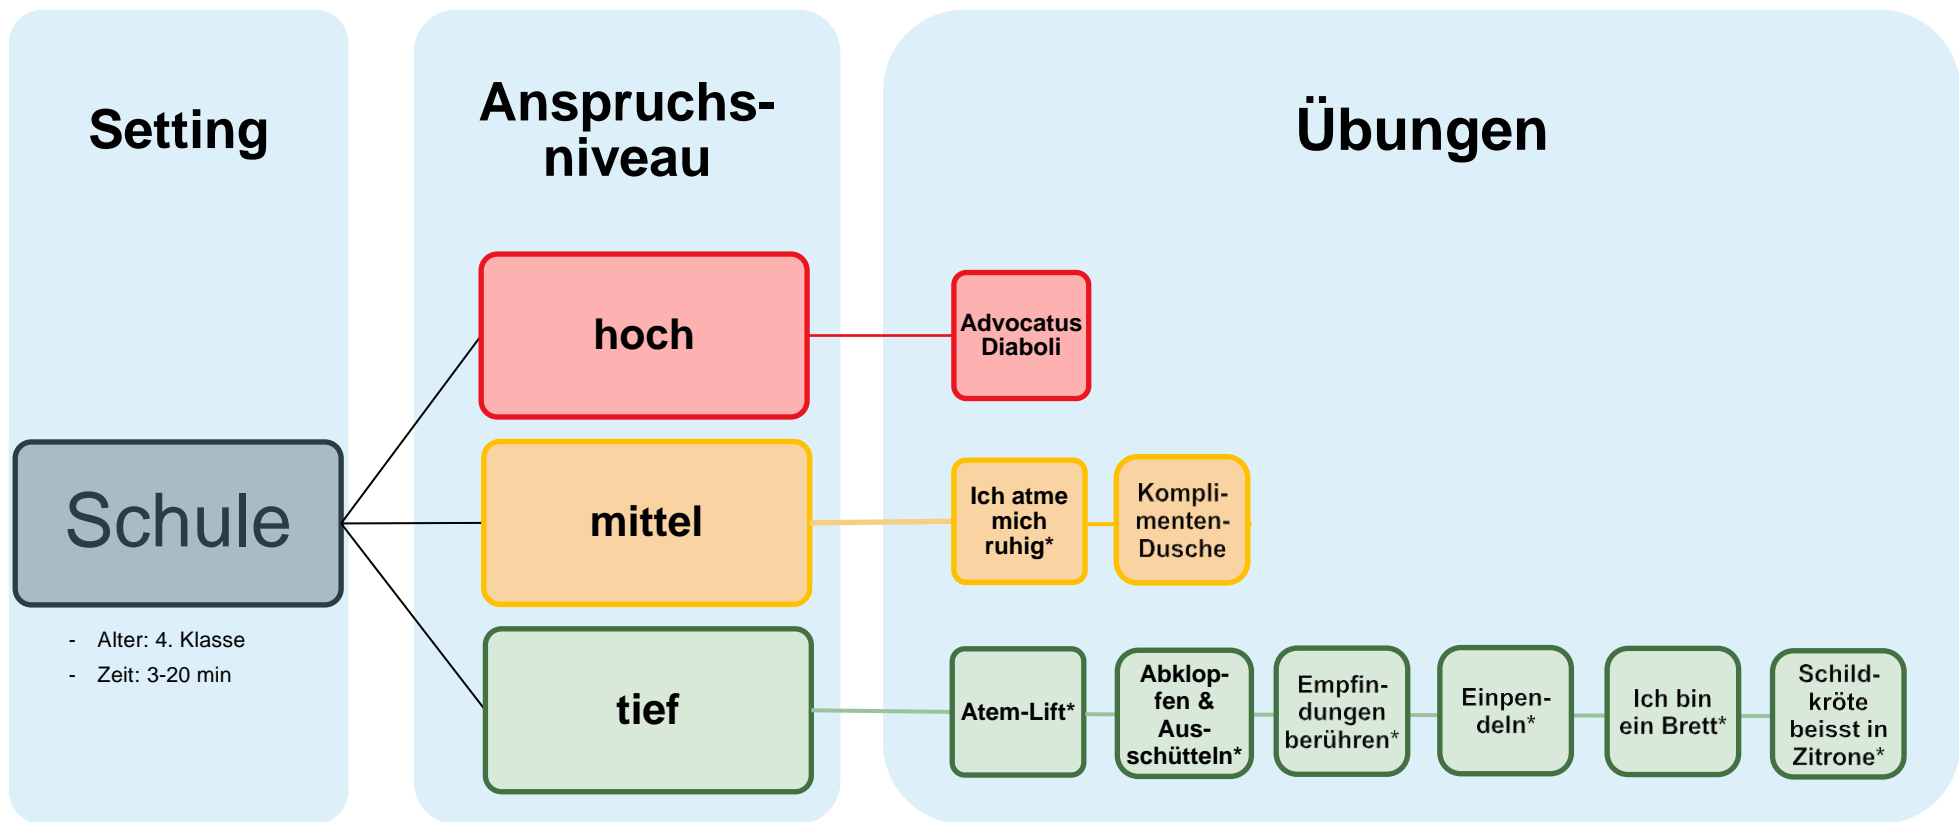 Setting
Anspruchs-
niveau
Übungen
Schule
- Alter: 4. Klasse
- Zeit: 3-20 min
hoch
Advocatus
Diaboli
mittel
Ich atme
mich
ruhig*
Kompli-
menten-
Dusche
tief
Atem-Lift*
Abklop-
fen &
Aus-
schütteln*
Empfin-
dungen
berühren*
Einpen-
deln*
Ich bin
ein Brett*
Schild-
kröte
beisst in
Zitrone*